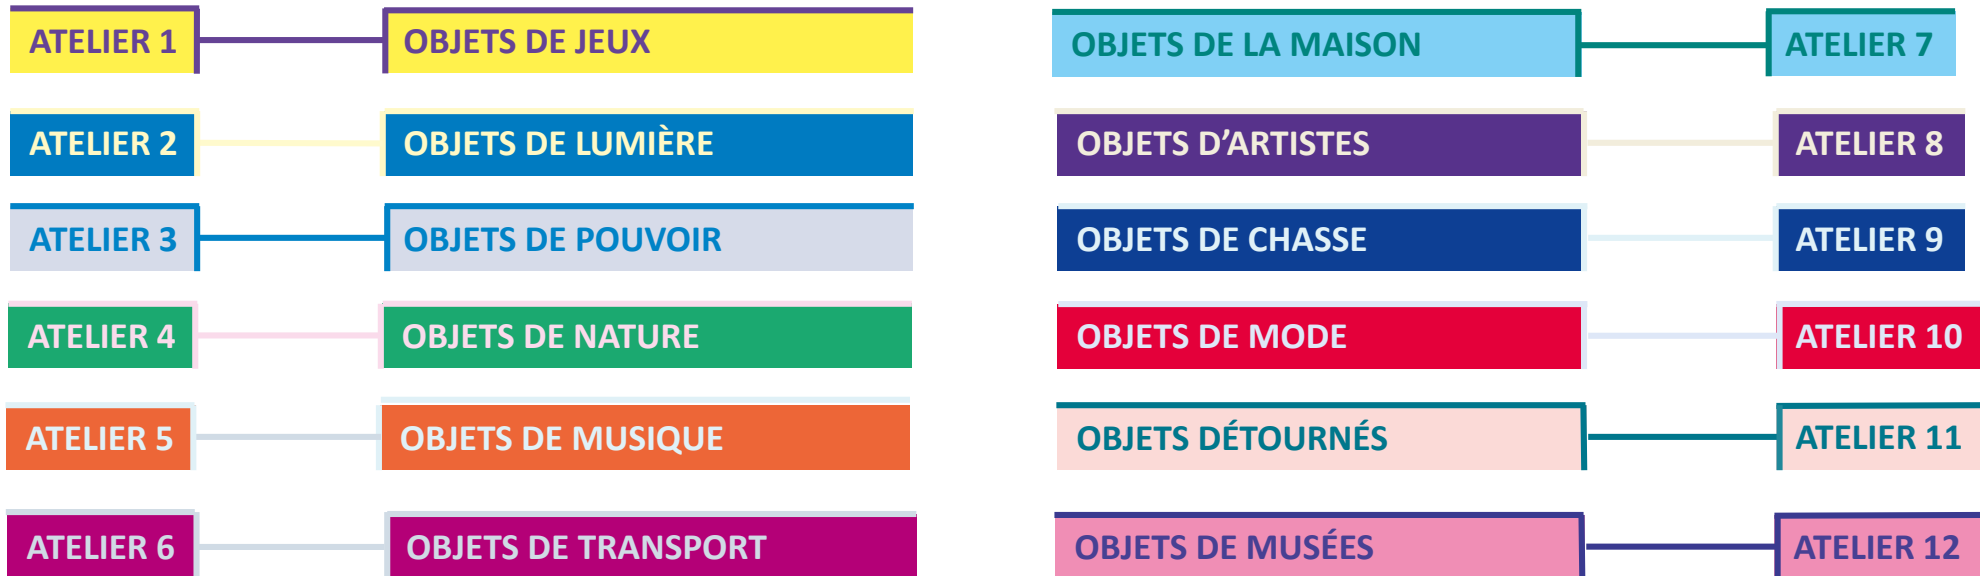 ATELIER 1 OBJETS DE JEUX
ATELIER 2 OBJETS DE LUMIÈRE
ATELIER 3 OBJETS DE POUVOIR
ATELIER 4 OBJETS DE NATURE
ATELIER 5 OBJETS DE MUSIQUE
ATELIER 6 OBJETS DE TRANSPORT
OBJETS DE LA MAISON ATELIER 7
OBJETS D’ARTISTES ATELIER 8
OBJETS DE CHASSE ATELIER 9
OBJETS DE MODE ATELIER 10
OBJETS DÉTOURNÉS ATELIER 11
OBJETS DE MUSÉES ATELIER 12